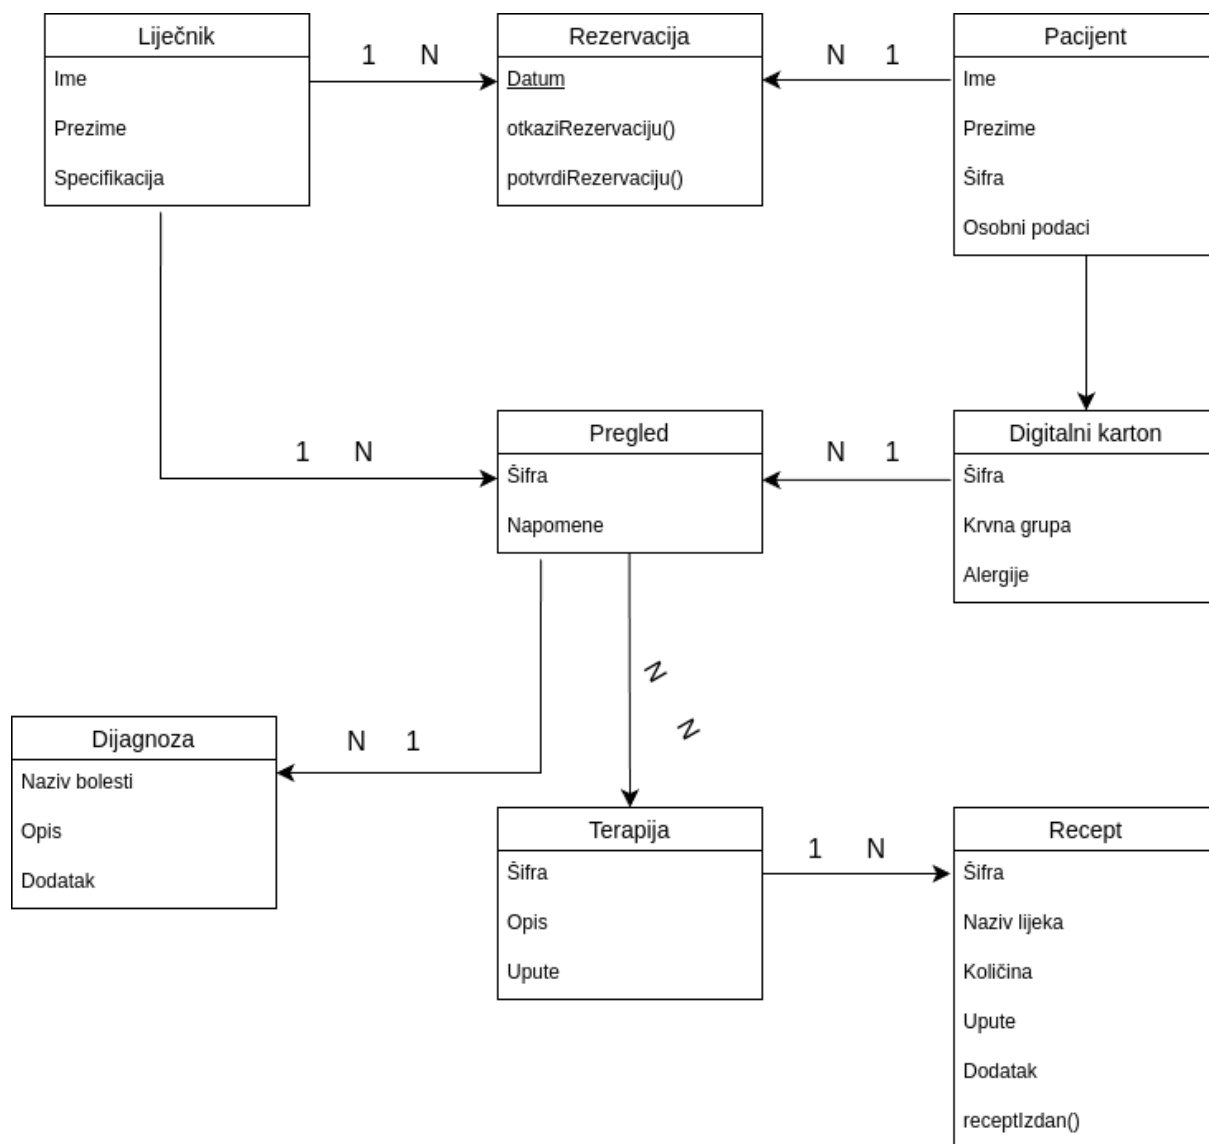 Liječnik
Ime
Prezime
Specifikacija
1 N
Rezervacija
Datum
otkaziRezervaciju()
potvrdiRezervaciju()
N 1
Pacijent
Ime
Prezime
Šifra
Osobni podaci
1 N
Pregled
Šifra
Napomene
N 1
Digitalni karton
Šifra
Krvna grupa
Alergije
N
N
Dijagnoza
Naziv bolesti
Opis
Dodatak
N 1
Terapija
Šifra
Opis
Upute
1 N
Recept
Šifra
Naziv lijeka
Količina
Upute
Dodatak
receptIzdan()